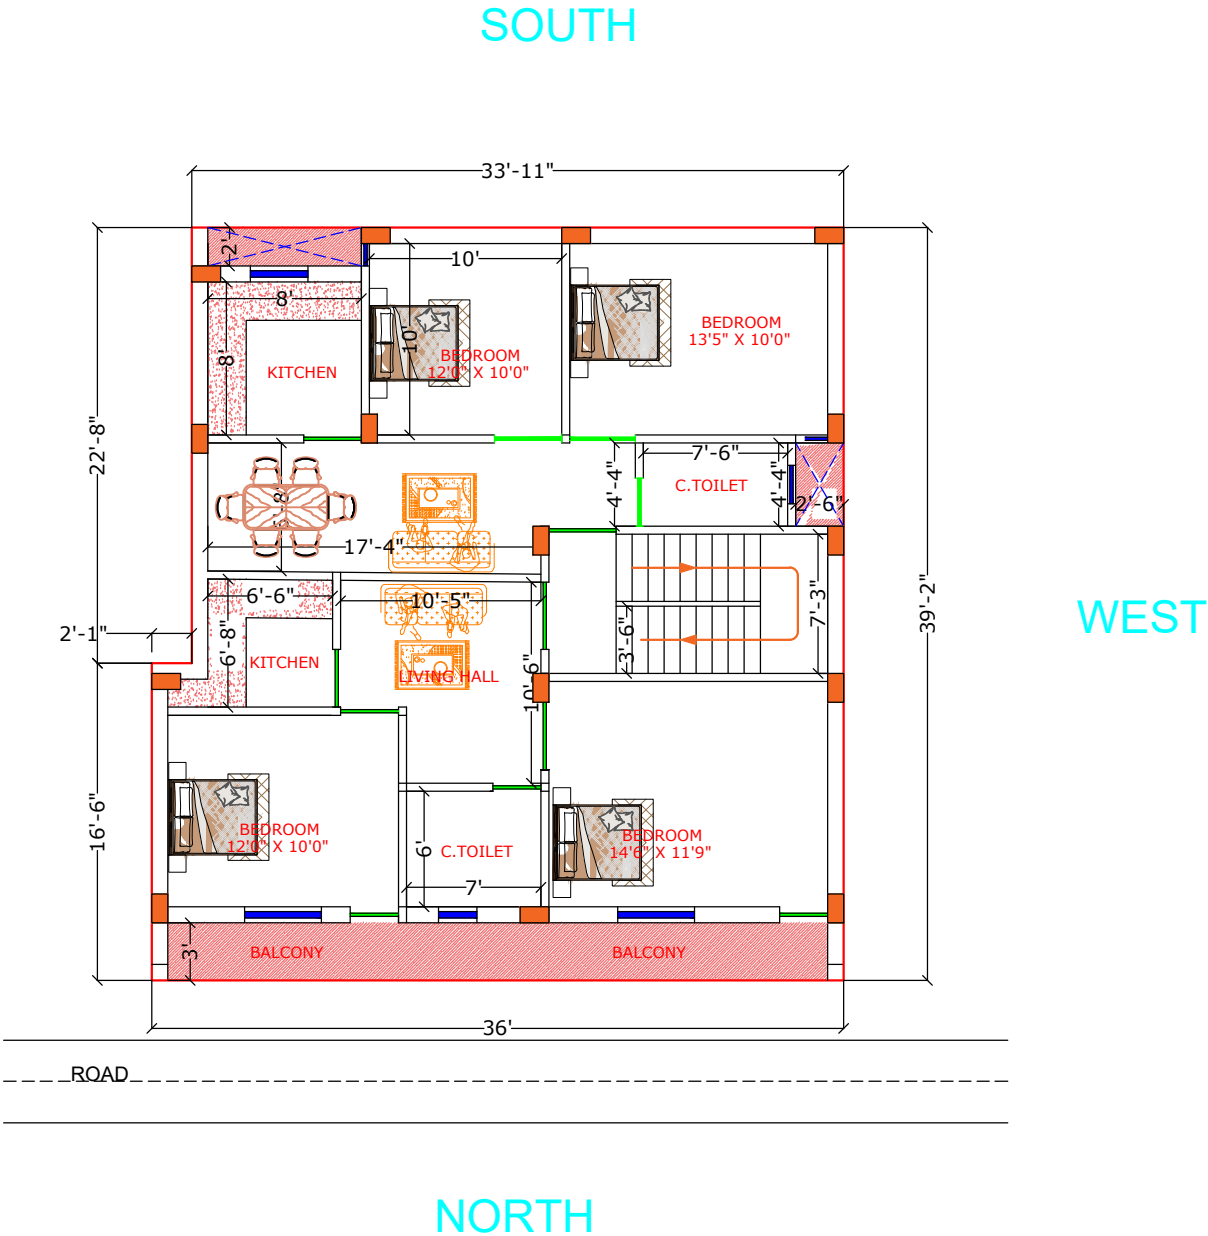 SOUTH
33'-11"
2'
10'
8'
BEDROOM
13'5" X 10'0"
10'
BEDROOM
12'0" X 10'0"
8'
KITCHEN
22'-8"
7'-6"
4'-4"
4'-4"
C.TOILET
2'-6"
17'-4"
6'-6"
10'-5"
7'-3"
39'-2"
WEST
2'-1"
6'-8"
3'-6"
KITCHEN
LIVING HALL
10'-6"
16'-6"
BEDROOM
12'0" X 10'0"
6'
C.TOILET
BEDROOM
14'6" X 11'9"
7'
3'
BALCONY
BALCONY
36'
ROAD
NORTH